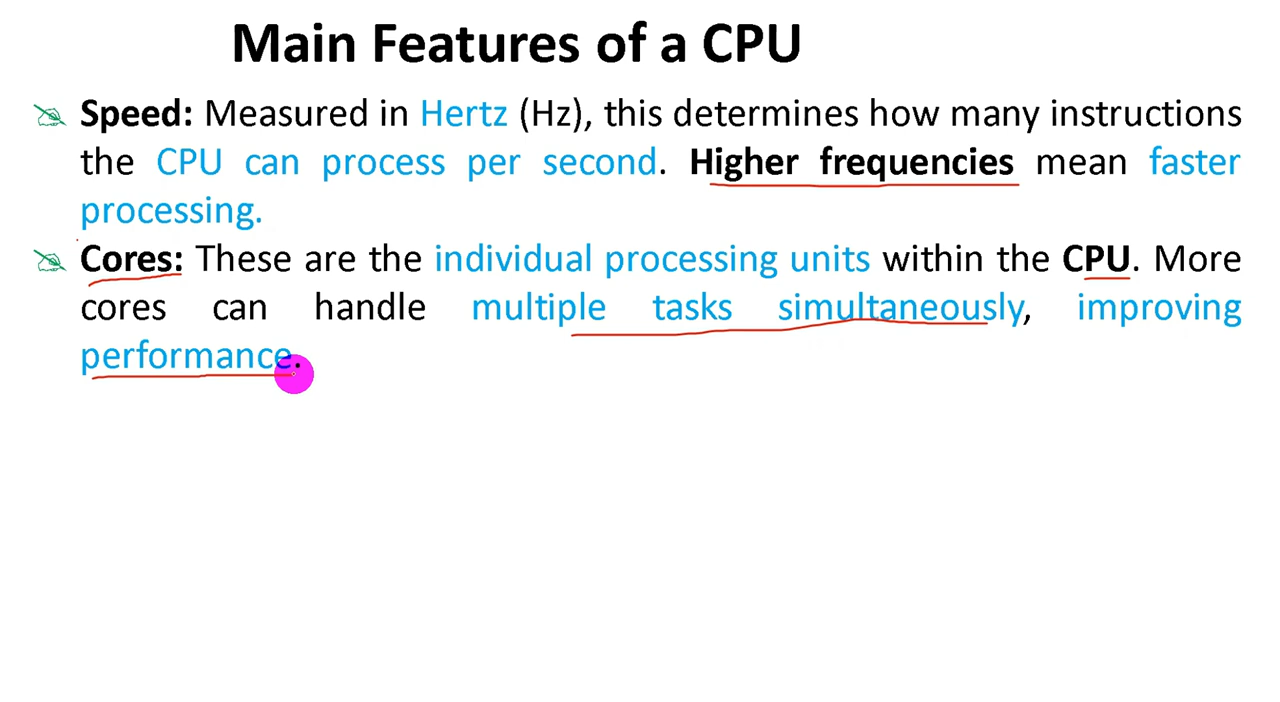 Main Features of a CPU
Speed: Measured in Hertz (Hz), this determines how many instructions
the CPU can process per second. Higher frequencies mean faster
processing.
Cores: These are the individual processing units within the CPU. More
cores can handle multiple tasks simultaneously, improving
performance.